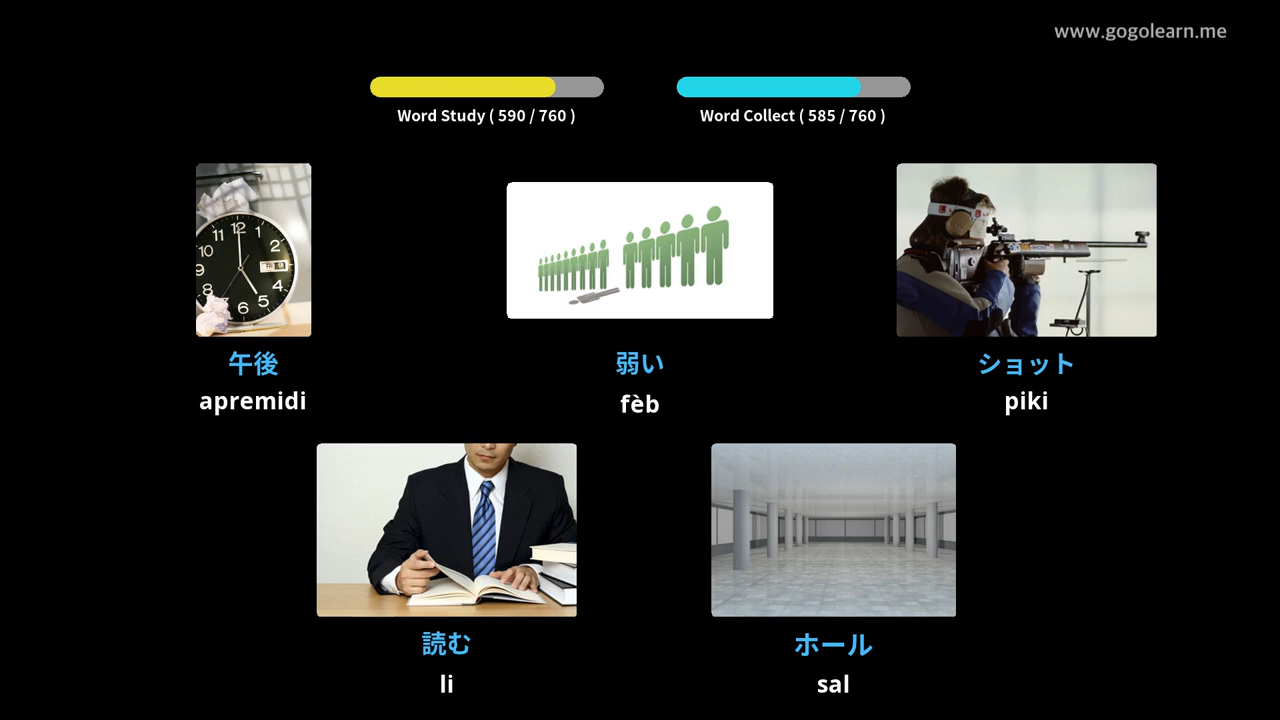 www.gogolearn.me
Word Study ( 590 / 760 )
Word Collect ( 585 / 760 )
午後
apremidi
弱い
fèb
ショット
piki
読む
li
ホール
sal